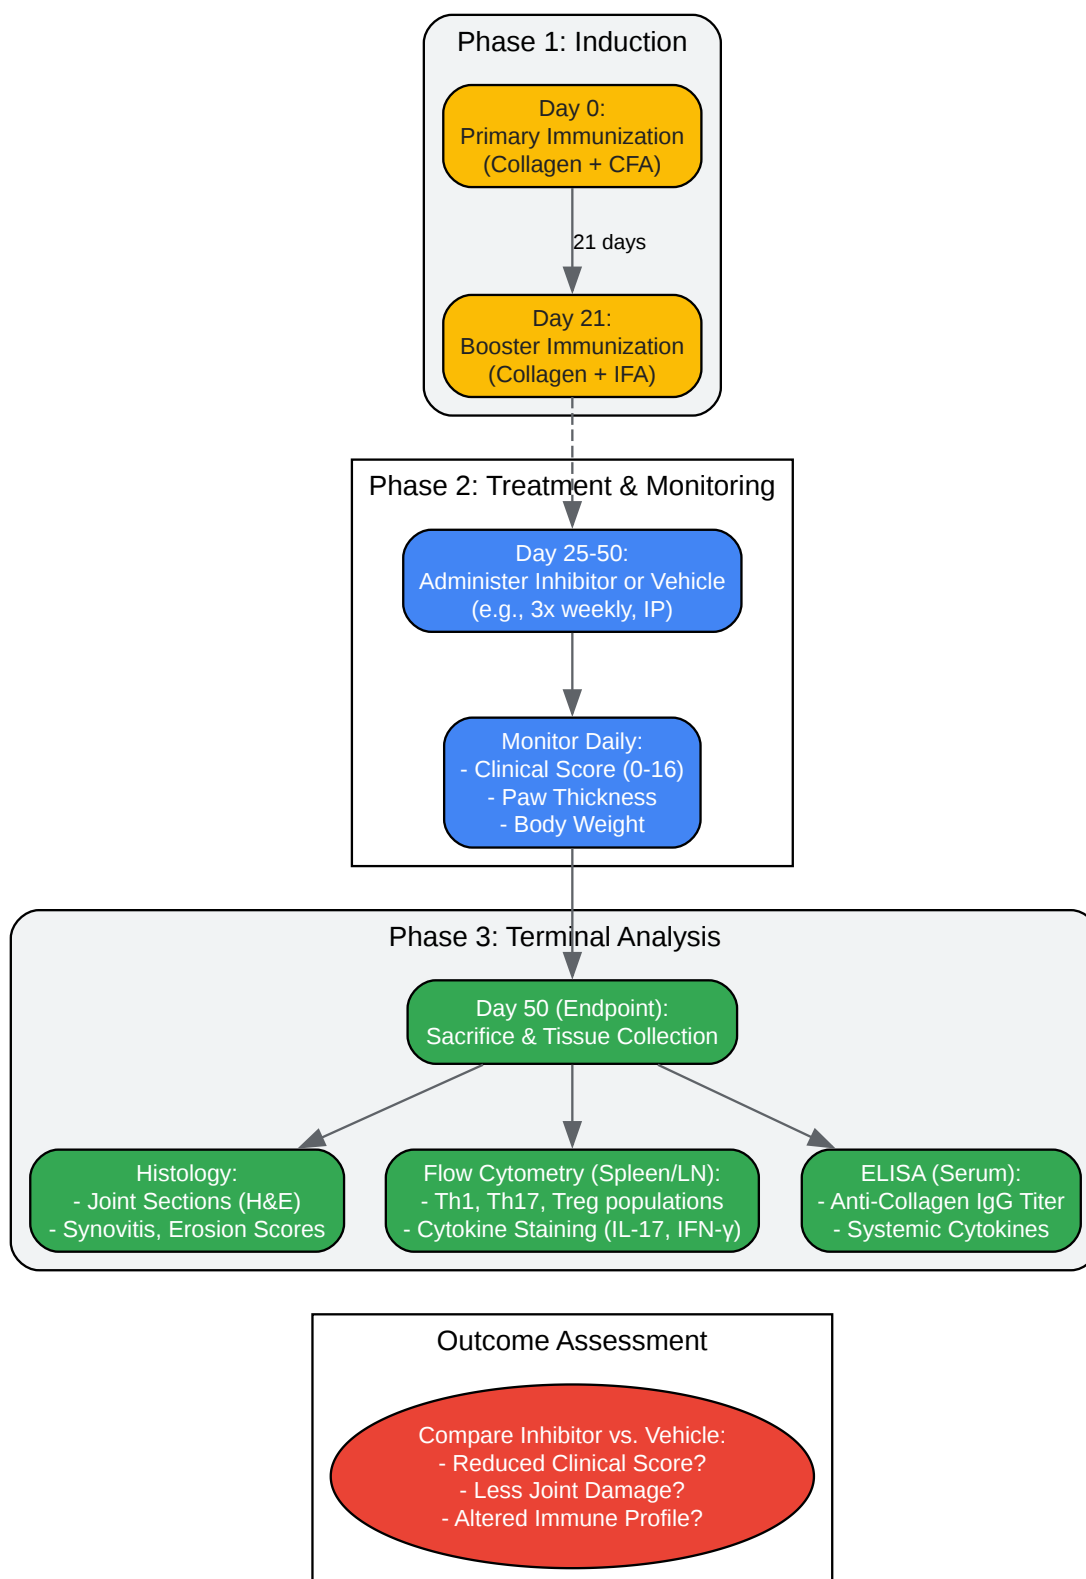 Phase 1: Induction
Day 0:
Primary Immunization
(Collagen + CFA)
21 days
Day 21:
Booster Immunization
(Collagen + IFA)
Phase 2: Treatment & Monitoring
Day 25-50:
Administer Inhibitor or Vehicle
(e.g., 3x weekly, IP)
Monitor Daily:
- Clinical Score (0-16)
- Paw Thickness
- Body Weight
Phase 3: Terminal Analysis
Day 50 (Endpoint):
Sacrifice & Tissue Collection
Histology:
- Joint Sections (H&E)
- Synovitis, Erosion Scores
Flow Cytometry (Spleen/LN):
- Th1, Th17, Treg populations
- Cytokine Staining (IL-17, IFN-γ)
ELISA (Serum):
- Anti-Collagen IgG Titer
- Systemic Cytokines
Outcome Assessment
Compare Inhibitor vs. Vehicle:
- Reduced Clinical Score?
- Less Joint Damage?
- Altered Immune Profile?